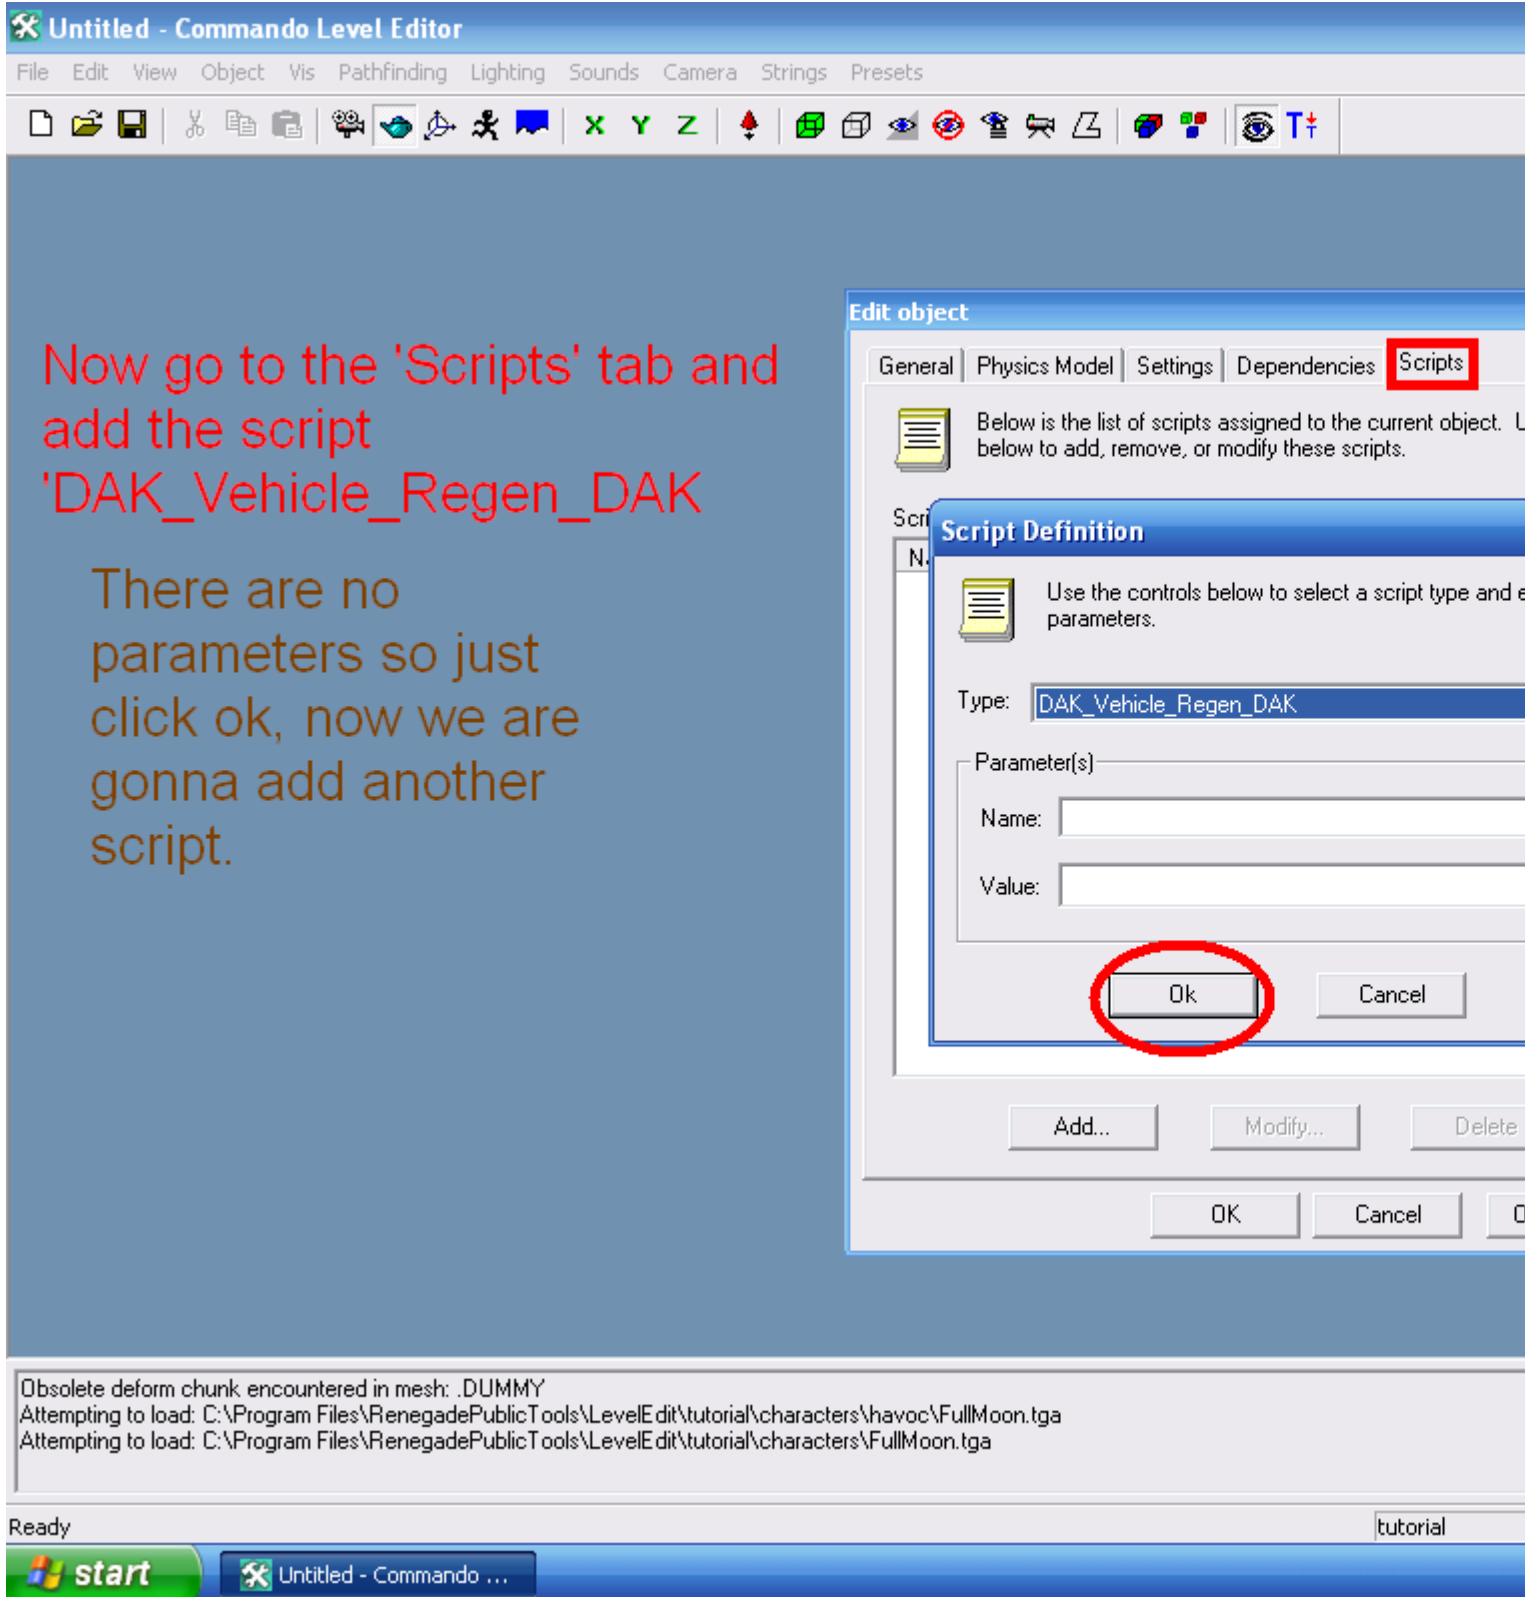 Untitled - Commando Level Editor
File Edit View Object Vis Pathfinding Lighting Sounds Camera Strings Presets
X Y Z T
Now go to the 'Scripts' tab and
add the script
'DAK_Vehicle_Regen_DAK
There are no
parameters so just
click ok, now we are
gonna add another
script.
Edit object
General Physics Model Settings Dependencies Scripts
Below is the list of scripts assigned to the current object.
below to add, remove, or modify these scripts.
Script Definition
Use the controls below to select a script type and
parameters.
Type: DAK_Vehicle_Regen_DAK
Parameter(s)
Name:
Value:
Ok Cancel
Add... Modify... Delete
OK Cancel
Obsolete deform chunk encountered in mesh: .DUMMY
Attempting to load: C:\Program Files\RenegadePublicTools\LevelEdit\tutorial\characters\havoc\FullMoon.tga
Attempting to load: C:\Program Files\RenegadePublicTools\LevelEdit\tutorial\characters\FullMoon.tga
Ready tutorial
start Untitled - Commando ...